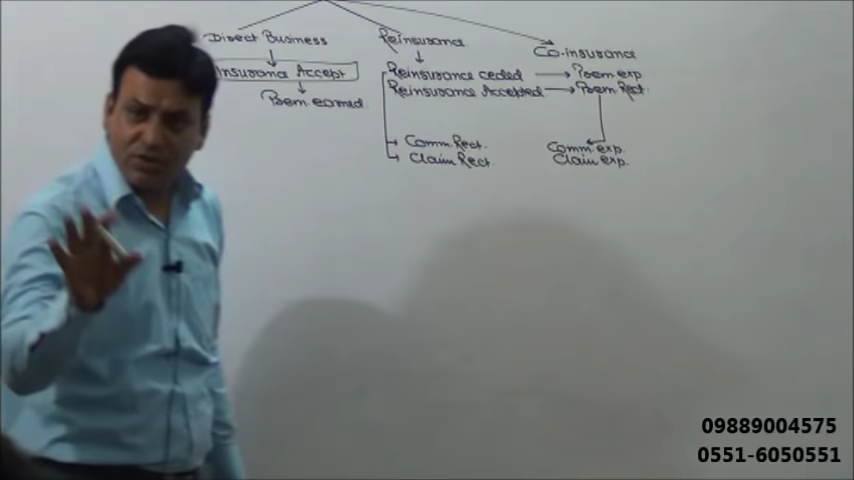 Direct Business
Reinsurance
Co-insurance
Insurance Accept
Prem earned
Reinsurance ceded
Prem exp
Reinsurance Accepted
Prem Rect.
Comm Rect.
Claim Rect
Comm exp.
Claim exp.
09889004575
0551-6050551